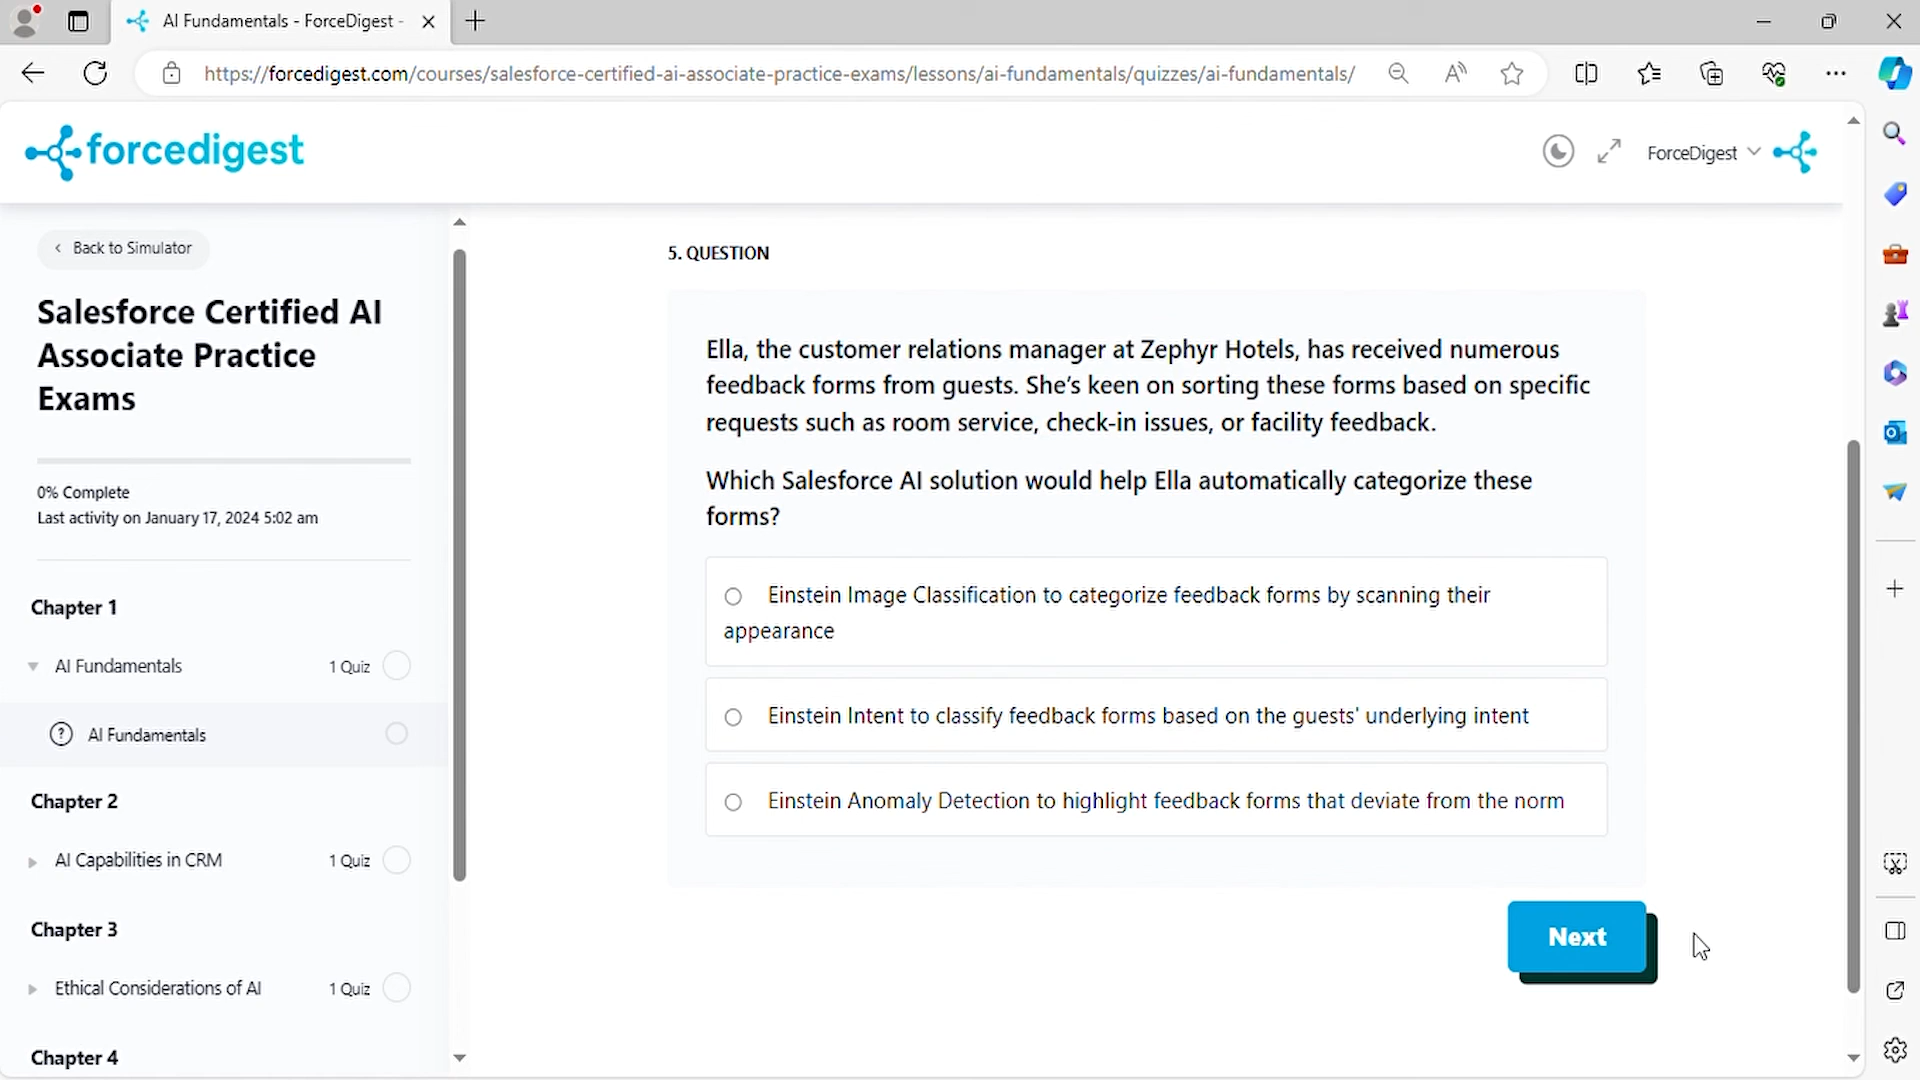 AI Fundamentals - ForceDigest -
https://forcedigest.com/courses/salesforce-certified-ai-associate-practice-exams/lessons/ai-fundamentals/quizzes/ai-fundamentals/
forcedigest
ForceDigest
Back to Simulator
Salesforce Certified AI
Associate Practice
Exams
0% Complete
Last activity on January 17, 2024 5:02 am
Chapter 1
AI Fundamentals 1 Quiz
AI Fundamentals
Chapter 2
AI Capabilities in CRM 1 Quiz
Chapter 3
Ethical Considerations of AI 1 Quiz
Chapter 4
5. QUESTION
Ella, the customer relations manager at Zephyr Hotels, has received numerous
feedback forms from guests. She's keen on sorting these forms based on specific
requests such as room service, check-in issues, or facility feedback.
Which Salesforce AI solution would help Ella automatically categorize these
forms?
Einstein Image Classification to categorize feedback forms by scanning their
appearance
Einstein Intent to classify feedback forms based on the guests' underlying intent
Einstein Anomaly Detection to highlight feedback forms that deviate from the norm
Next